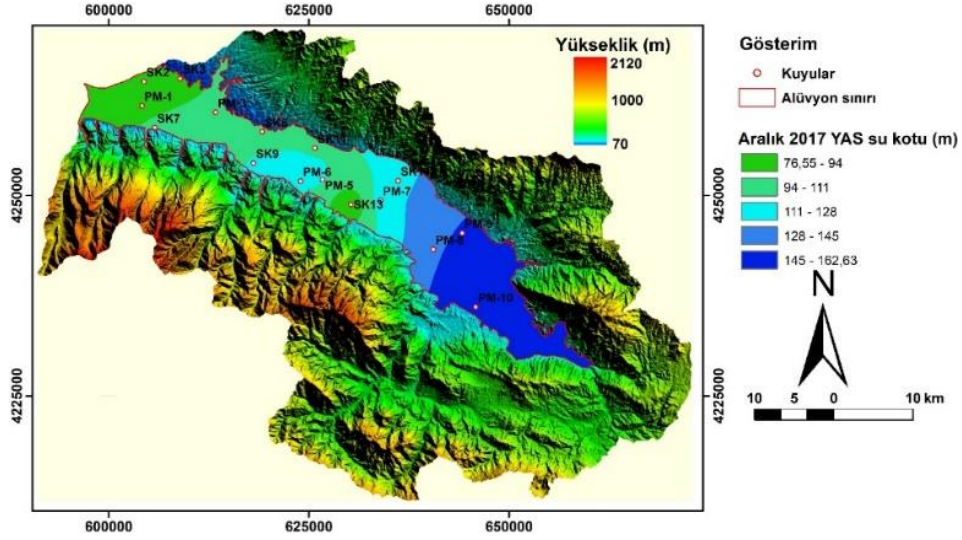 600000
625000
650000
Yükseklik (m)
2120
1000
70
SK2
SK3
PM-1
SK7
SK9
PM-6
PM-5
SK13
PM-7
PM-10
4250000
4225000
4250000
4225000
600000
625000
650000
Gösterim
Kuyular
Alüvyon sınırı
Aralık 2017 YAS su kotu (m)
76,55 - 94
94 - 111
111 - 128
128 - 145
145 - 162,63
N
10 5 0 10 km